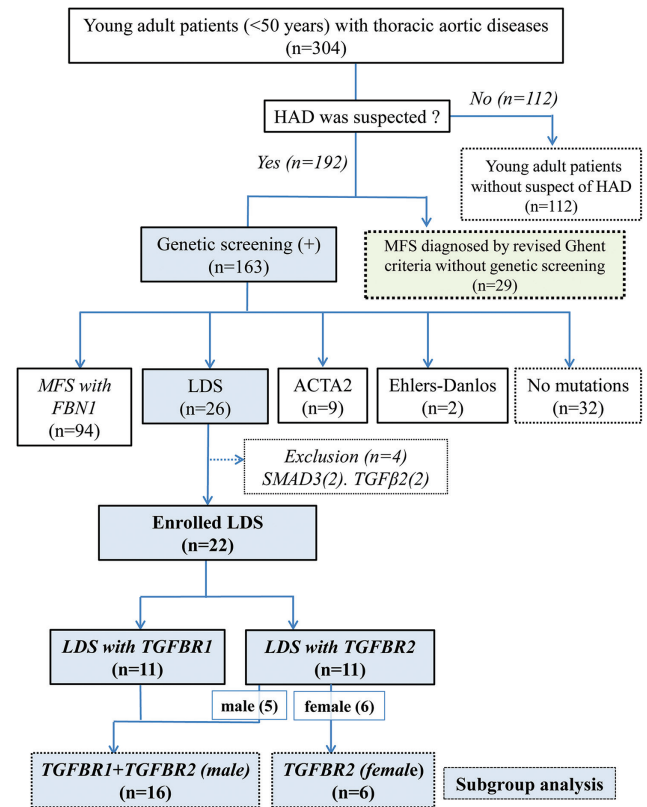 Young adult patients (<50 years) with thoracic aortic diseases
(n=304)
No (n=112)
HAD was suspected ?
Yes (n=192)
Young adult patients
without suspect of HAD
(n=112)
Genetic screening (+)
(n=163)
MFS diagnosed by revised Ghent
criteria without genetic screening
(n=29)
MFS with
FBN1
(n=94)
LDS
(n=26)
ACTA2
(n=9)
Ehlers-Danlos
(n=2)
No mutations
(n=32)
Exclusion (n=4)
SMAD3(2). TGFβ2(2)
Enrolled LDS
(n=22)
LDS with TGFBR1
(n=11)
LDS with TGFBR2
(n=11)
male (5)
female (6)
TGFBR1+TGFBR2 (male)
(n=16)
TGFBR2 (female)
(n=6)
Subgroup analysis